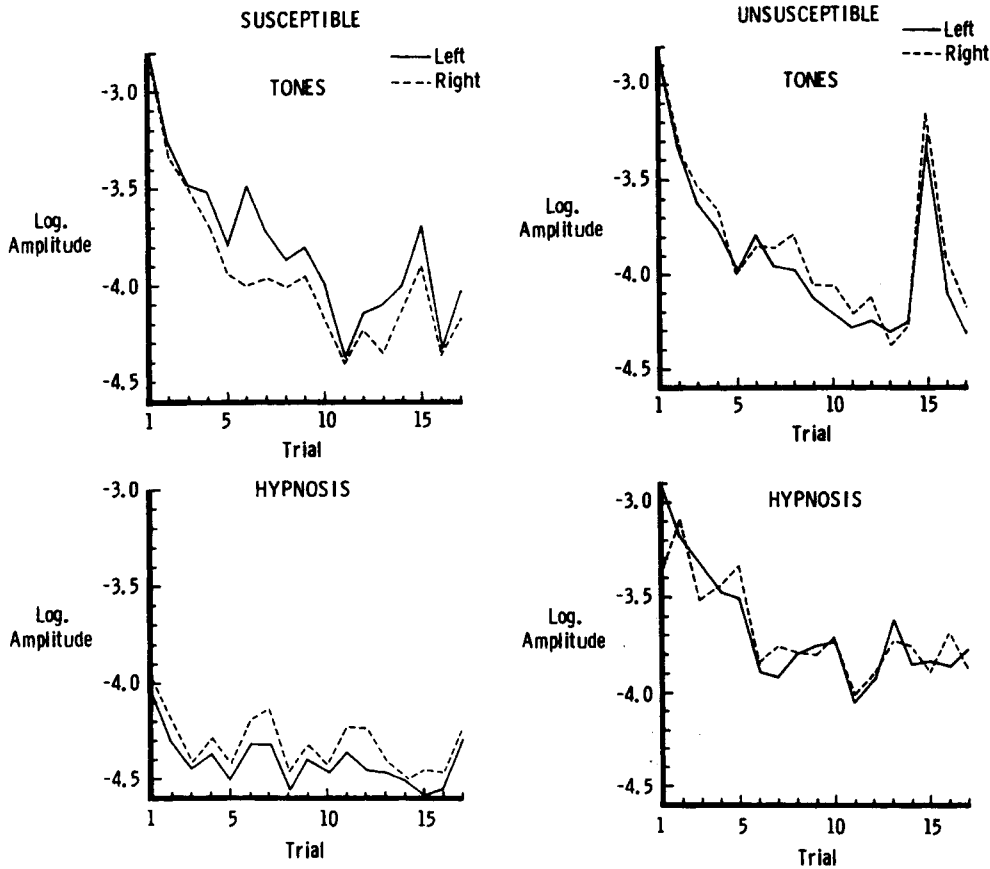 SUSCEPTIBLE
Left
Right
TONES
-3.0
-3.5
-4.0
-4.5
Log.
Amplitude
1
5
10
15
Trial
UNSUSCEPTIBLE
Left
Right
TONES
-3.0
-3.5
-4.0
-4.5
Log.
Amplitude
1
5
10
15
Trial
HYPNOSIS
-3.0
-3.5
-4.0
-4.5
Log.
Amplitude
1
5
10
15
Trial
HYPNOSIS
-3.0
-3.5
-4.0
-4.5
Log.
Amplitude
1
5
10
15
Trial